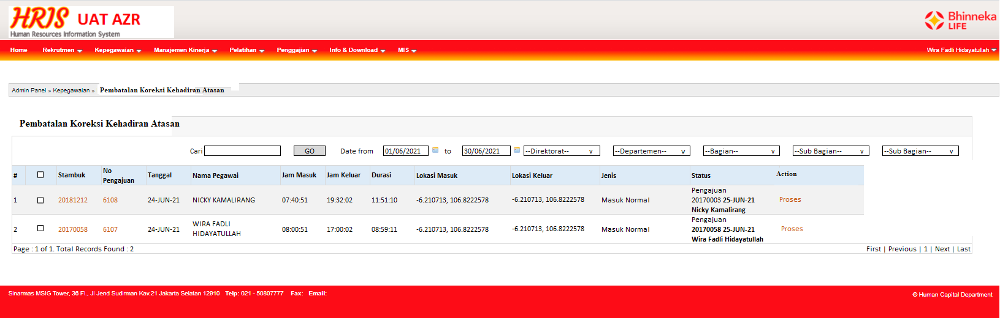 HRIS UAT AZR
Human Resources Information System
Bhinneka
LIFE
Home Rekrutmen Kepegawaian Manajemen Kinerja Pelatihan Penggajian Info & Download MIS Wira Fadli Hidayatullah
Admin Panel » Kepegawaian » Pembatalan Koreksi Kehadiran Atasan
Pembatalan Koreksi Kehadiran Atasan
Cari GO Date from 01/06/2021 to 30/06/2021 --Direktorat-- v --Departemen-- v --Bagian-- v --Sub Bagian-- v --Sub Bagian-- v
# Stambuk No Pengajuan Tanggal Nama Pegawai Jam Masuk Jam Keluar Durasi Lokasi Masuk Lokasi Keluar Jenis Status Action
1 20181212 6108 24-JUN-21 NICKY KAMALIRANG 07:40:51 19:32:02 11:51:10 -6.210713, 106.8222578 -6.210713, 106.8222578 Masuk Normal Pengajuan
20170003 25-JUN-21
Nicky Kamalirang
Proses
2 20170058 6107 24-JUN-21 WIRA FADLI
HIDAYATULLAH
08:00:51 17:00:02 08:59:11 -6.210713, 106.8222578 -6.210713, 106.8222578 Masuk Normal Pengajuan
20170058 25-JUN-21
Wira Fadli Hidayatullah
Proses
Page : 1 of 1. Total Records Found : 2 First | Previous | 1 | Next | Last
Sinarmas MSIG Tower, 36 Fl., Jl Jend Sudirman Kav.21 Jakarta Selatan 12910 Telp: 021 - 50807777 Fax: Email: © Human Capital Department